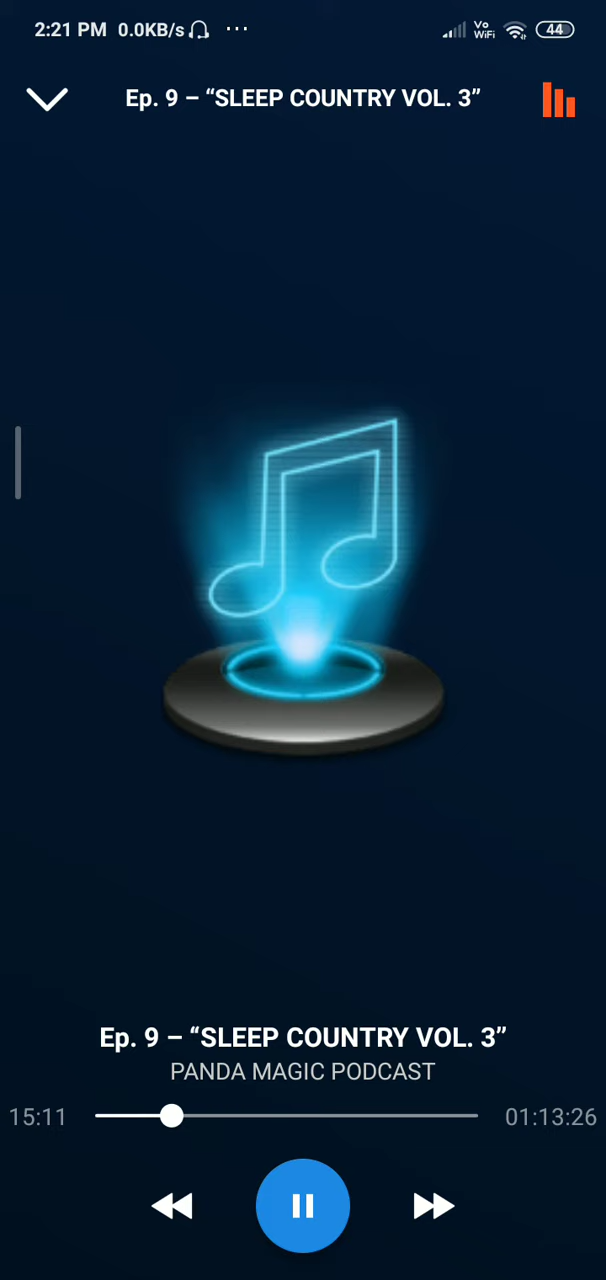 2:21 PM 0.0KB/s ... Vo WiFi 44
Ep. 9 – “SLEEP COUNTRY VOL. 3”
Ep. 9 – “SLEEP COUNTRY VOL. 3”
PANDA MAGIC PODCAST
15:11 01:13:26